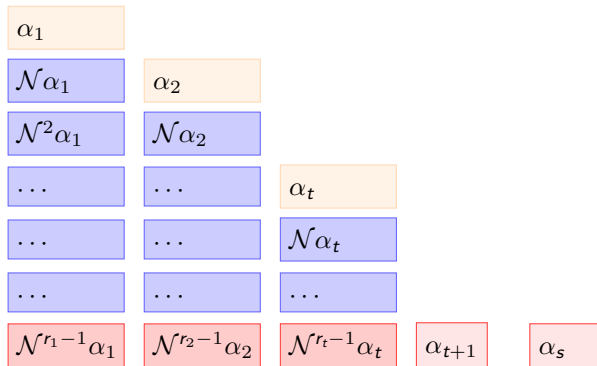 α₁
𝒩α₁ α₂
𝒩²α₁ 𝒩α₂
... ... αₜ
... ... 𝒩αₜ
... ... ...
𝒩^{r₁−1}α₁ 𝒩^{r₂−1}α₂ 𝒩^{rₜ−1}αₜ αₜ₊₁ αₛ